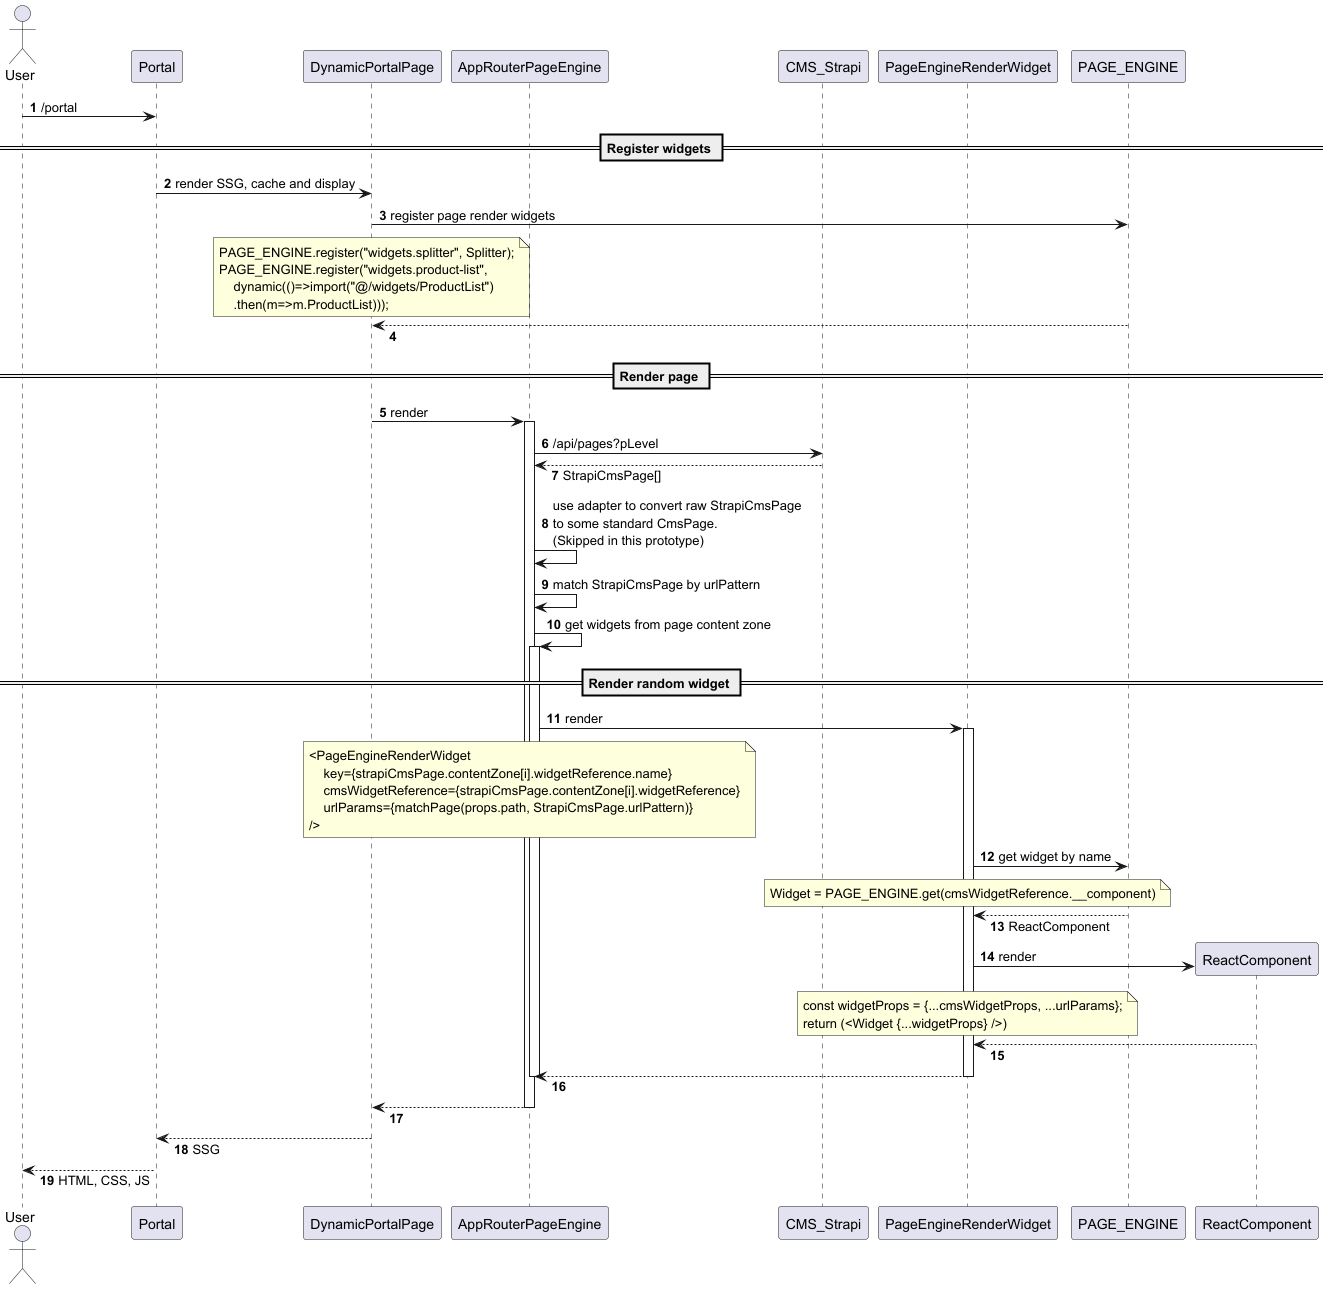 User
Portal
DynamicPortalPage
AppRouterPageEngine
CMS_Strapi
PageEngineRenderWidget
PAGE_ENGINE
1 /portal
Register widgets
2 render SSG, cache and display
3 register page render widgets
PAGE_ENGINE.register("widgets.splitter", Splitter);
PAGE_ENGINE.register("widgets.product-list",
dynamic(()=>import("@/widgets/ProductList")
.then(m=>m.ProductList)));
4
Render page
5 render
6 /api/pages?pLevel
7 StrapiCmsPage[]
use adapter to convert raw StrapiCmsPage
8 to some standard CmsPage.
(Skipped in this prototype)
9 match StrapiCmsPage by urlPattern
10 get widgets from page content zone
Render random widget
11 render
<PageEngineRenderWidget
key={strapiCmsPage.contentZone[i].widgetReference.name}
cmsWidgetReference={strapiCmsPage.contentZone[i].widgetReference}
urlParams={matchPage(props.path, StrapiCmsPage.urlPattern)}
/>
12 get widget by name
Widget = PAGE_ENGINE.get(cmsWidgetReference.__component)
13 ReactComponent
14 render
ReactComponent
const widgetProps = {...cmsWidgetProps, ...urlParams};
return (<Widget {...widgetProps} />)
15
16
17
18 SSG
19 HTML, CSS, JS
User
Portal
DynamicPortalPage
AppRouterPageEngine
CMS_Strapi
PageEngineRenderWidget
PAGE_ENGINE
ReactComponent